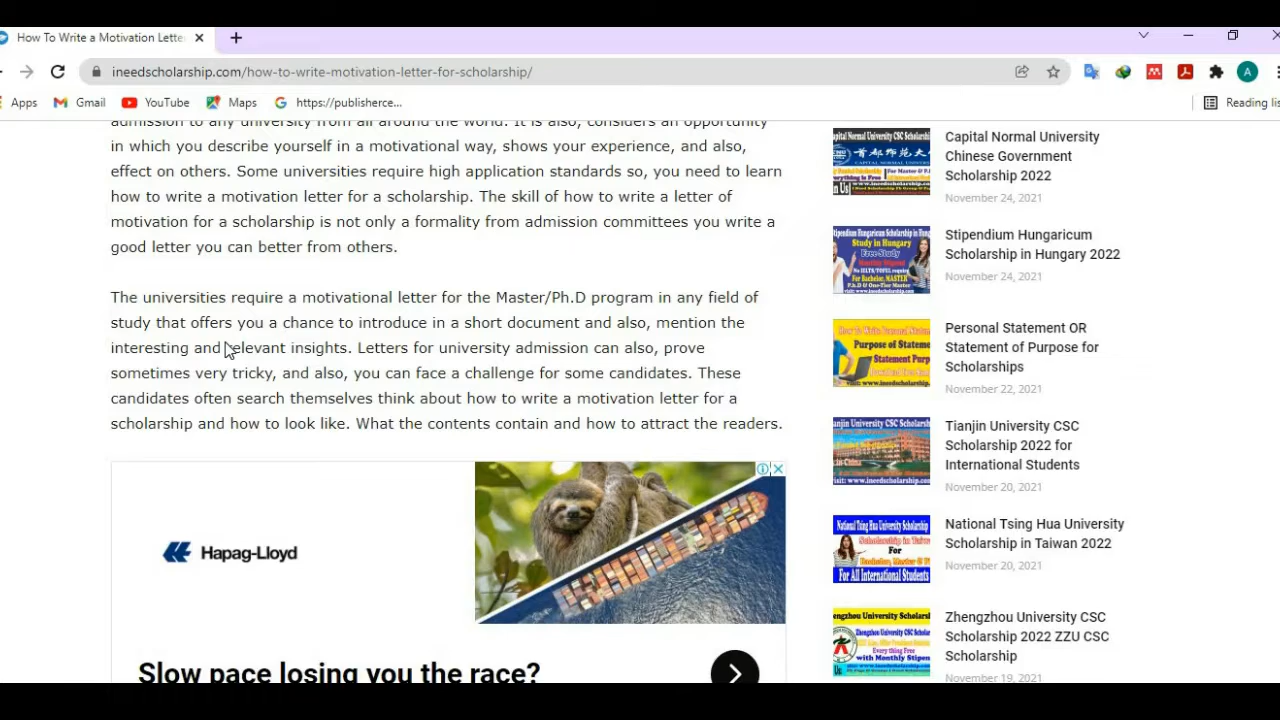 How To Write a Motivation Lette
ineedscholarship.com/how-to-write-motivation-letter-for-scholarship/
A
Apps
Gmail
YouTube
Maps
https://publisherce...
Reading lis
admission to any university from all around the world. It is also, considers an opportunity
in which you describe yourself in a motivational way, shows your experience, and also,
effect on others. Some universities require high application standards so, you need to learn
how to write a motivation letter for a scholarship. The skill of how to write a letter of
motivation for a scholarship is not only a formality from admission committees you write a
good letter you can better from others.
The universities require a motivational letter for the Master/Ph.D program in any field of
study that offers you a chance to introduce in a short document and also, mention the
interesting and relevant insights. Letters for university admission can also, prove
sometimes very tricky, and also, you can face a challenge for some candidates. These
candidates often search themselves think about how to write a motivation letter for a
scholarship and how to look like. What the contents contain and how to attract the readers.
Hapag-Lloyd
Slow pace losing you the race?
Capital Normal University
Chinese Government
Scholarship 2022
November 24, 2021
Stipendium Hungaricum
Scholarship in Hungary 2022
November 24, 2021
Personal Statement OR
Statement of Purpose for
Scholarships
November 22, 2021
Tianjin University CSC
Scholarship 2022 for
International Students
November 20, 2021
National Tsing Hua University
Scholarship in Taiwan 2022
November 20, 2021
Zhengzhou University CSC
Scholarship 2022 ZZU CSC
Scholarship
November 19, 2021